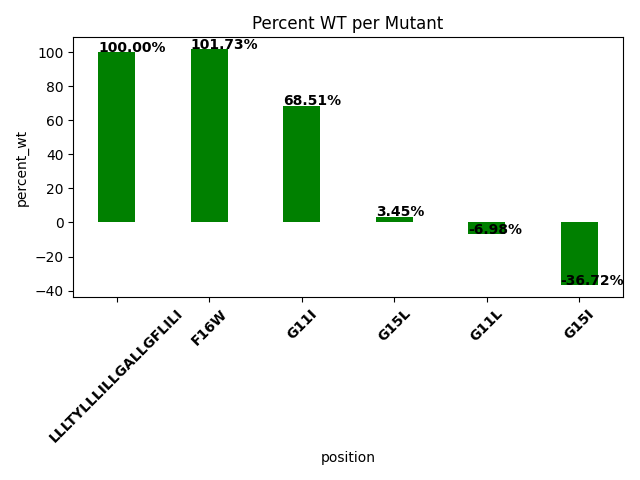 Percent WT per Mutant
percent_wt
100
80
60
40
20
0
−20
−40
100.00%
101.73%
68.51%
3.45%
-6.98%
-36.72%
LLLTYLLLILLGALLGFLILI
F16W
G11I
G15L
G11L
G15I
position